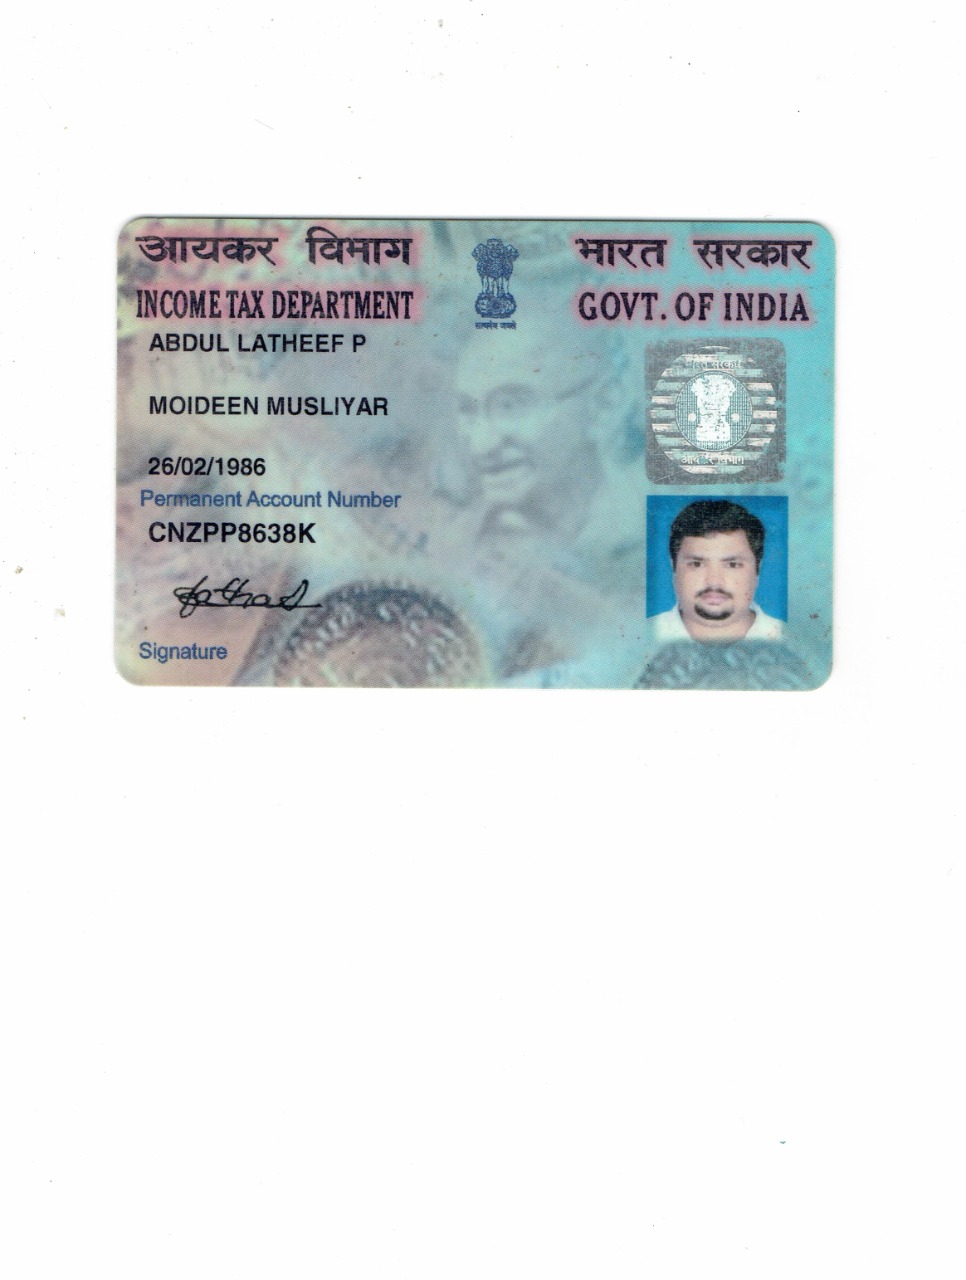 आयकर विभाग
भारत सरकार
INCOME TAX DEPARTMENT
GOVT. OF INDIA
सत्यमेव जयते
ABDUL LATHEEF P
MOIDEEN MUSLIYAR
26/02/1986
Permanent Account Number
CNZPP8638K
Signature
भारत सरकार
आयकर विभाग